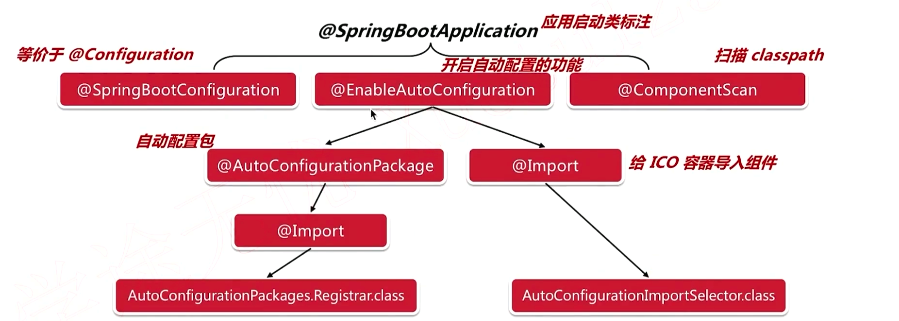 @SpringBootApplication 应用启动类标注
等价于 @Configuration
开启自动配置的功能
扫描 classpath
@SpringBootConfiguration
@EnableAutoConfiguration
@ComponentScan
自动配置包
@AutoConfigurationPackage
@Import
给 ICO 容器导入组件
@Import
AutoConfigurationPackages.Registrar.class
AutoConfigurationImportSelector.class